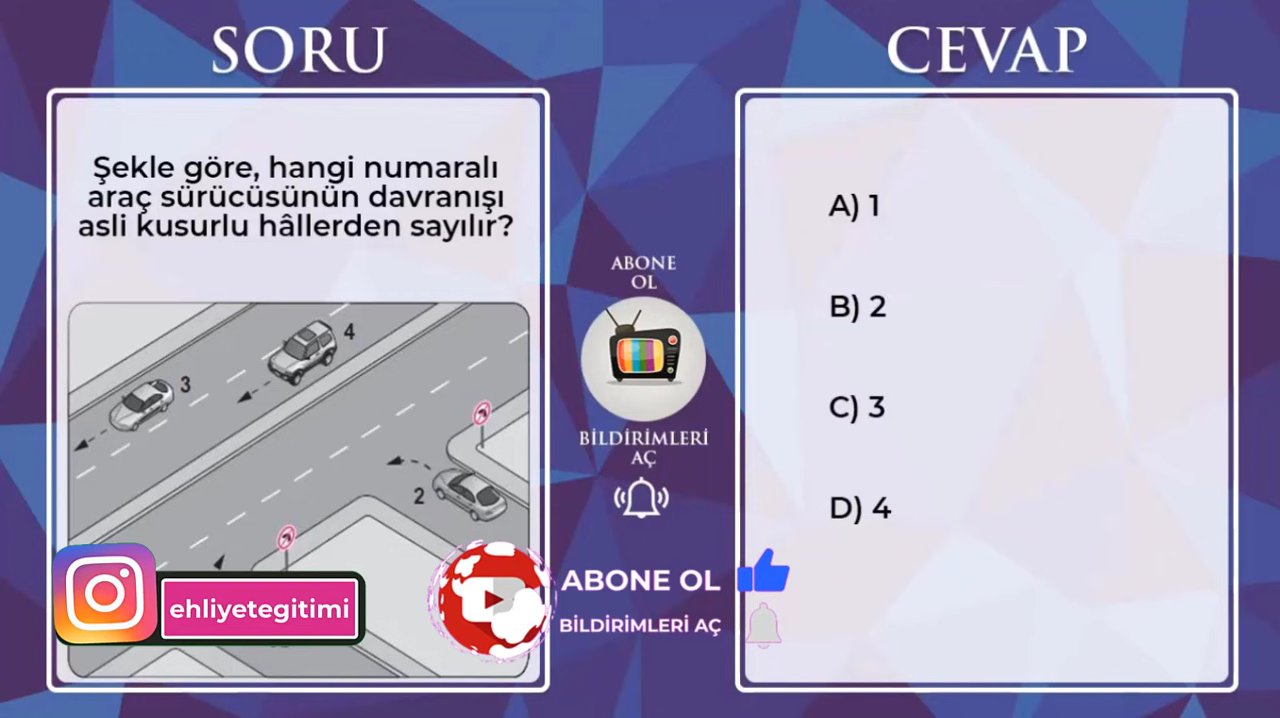 SORU
Şekle göre, hangi numaralı
araç sürücüsünün davranışı
asli kusurlu hâllerden sayılır?
4
3
2
ehliyetegitimi
ABONE
OL
BİLDİRİMLERİ
AÇ
ABONE OL
BİLDİRİMLERİ AÇ
CEVAP
A) 1
B) 2
C) 3
D) 4